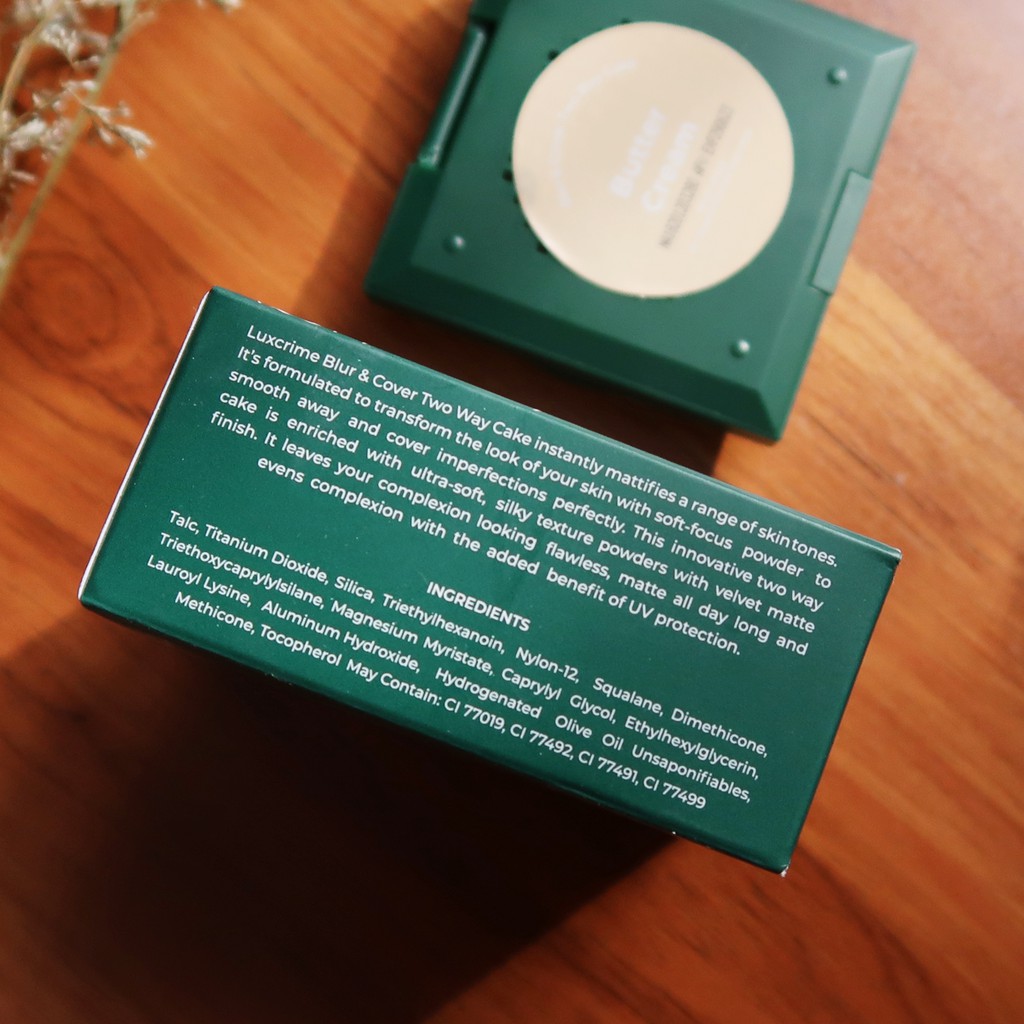 Butter
Cream
Luxcrime Blur & Cover Two Way Cake instantly mattifies a range of skin tones.
It's formulated to transform the look of your skin with soft-focus powder to
smooth away and cover imperfections perfectly. This innovative two way
cake is enriched with ultra-soft, silky texture powders with velvet matte
finish. It leaves your complexion looking flawless, matte all day long and
evens complexion with the added benefit of UV protection.
INGREDIENTS
Talc, Titanium Dioxide, Silica, Triethylhexanoin, Nylon-12, Squalane, Dimethicone,
Triethoxycaprylylsilane, Magnesium Myristate, Caprylyl Glycol, Ethylhexylglycerin,
Lauroyl Lysine, Aluminum Hydroxide, Hydrogenated Olive Oil Unsaponifiables,
Methicone, Tocopherol May Contain: CI 77019, CI 77492, CI 77491, CI 77499